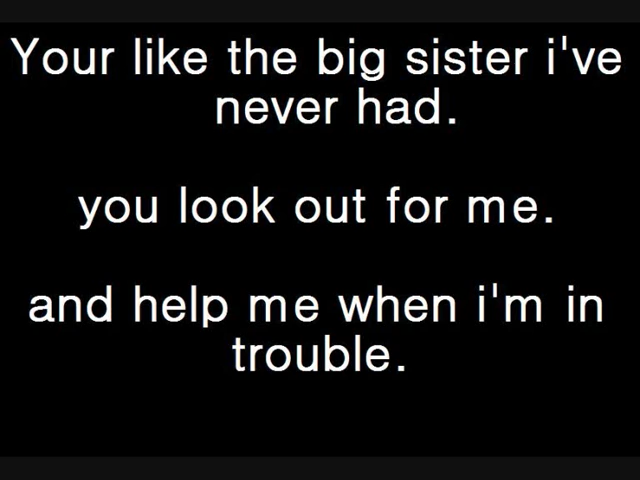 Your like the big sister i've
never had.
you look out for me.
and help me when i'm in
trouble.